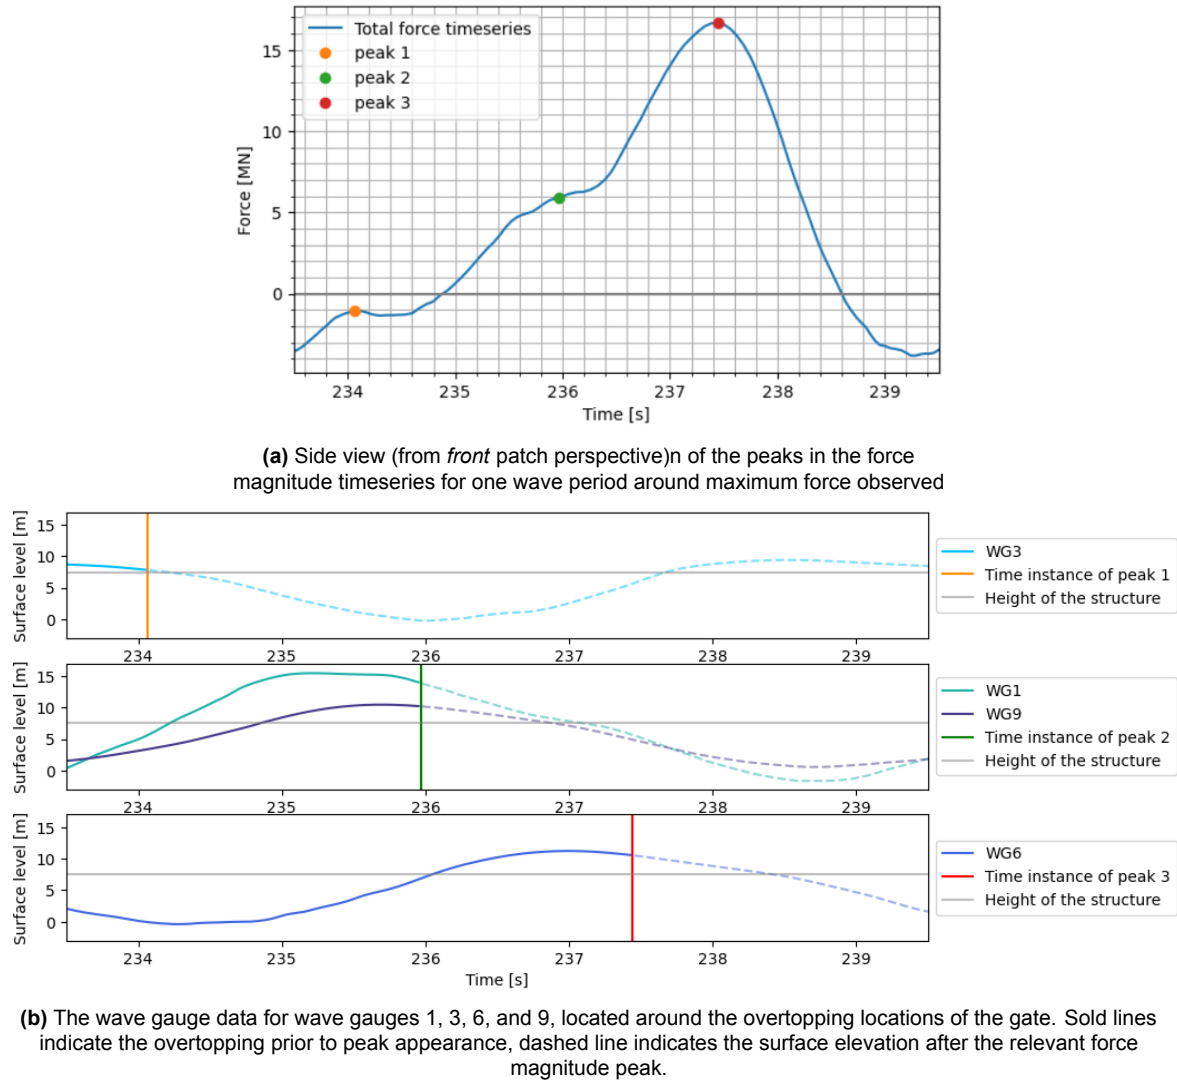 Total force timeseries
peak 1
peak 2
peak 3
15
10
5
0
Force [MN]
234 235 236 237 238 239
Time [s]
(a) Side view (from front patch perspective)n of the peaks in the force
magnitude timeseries for one wave period around maximum force observed
Surface level [m]
15
10
5
0
234 235 236 237 238 239
WG3
Time instance of peak 1
Height of the structure
Surface level [m]
15
10
5
0
234 235 236 237 238 239
WG1
WG9
Time instance of peak 2
Height of the structure
Surface level [m]
15
10
5
0
234 235 236 237 238 239
Time [s]
WG6
Time instance of peak 3
Height of the structure
(b) The wave gauge data for wave gauges 1, 3, 6, and 9, located around the overtopping locations of the gate. Sold lines
indicate the overtopping prior to peak appearance, dashed line indicates the surface elevation after the relevant force
magnitude peak.